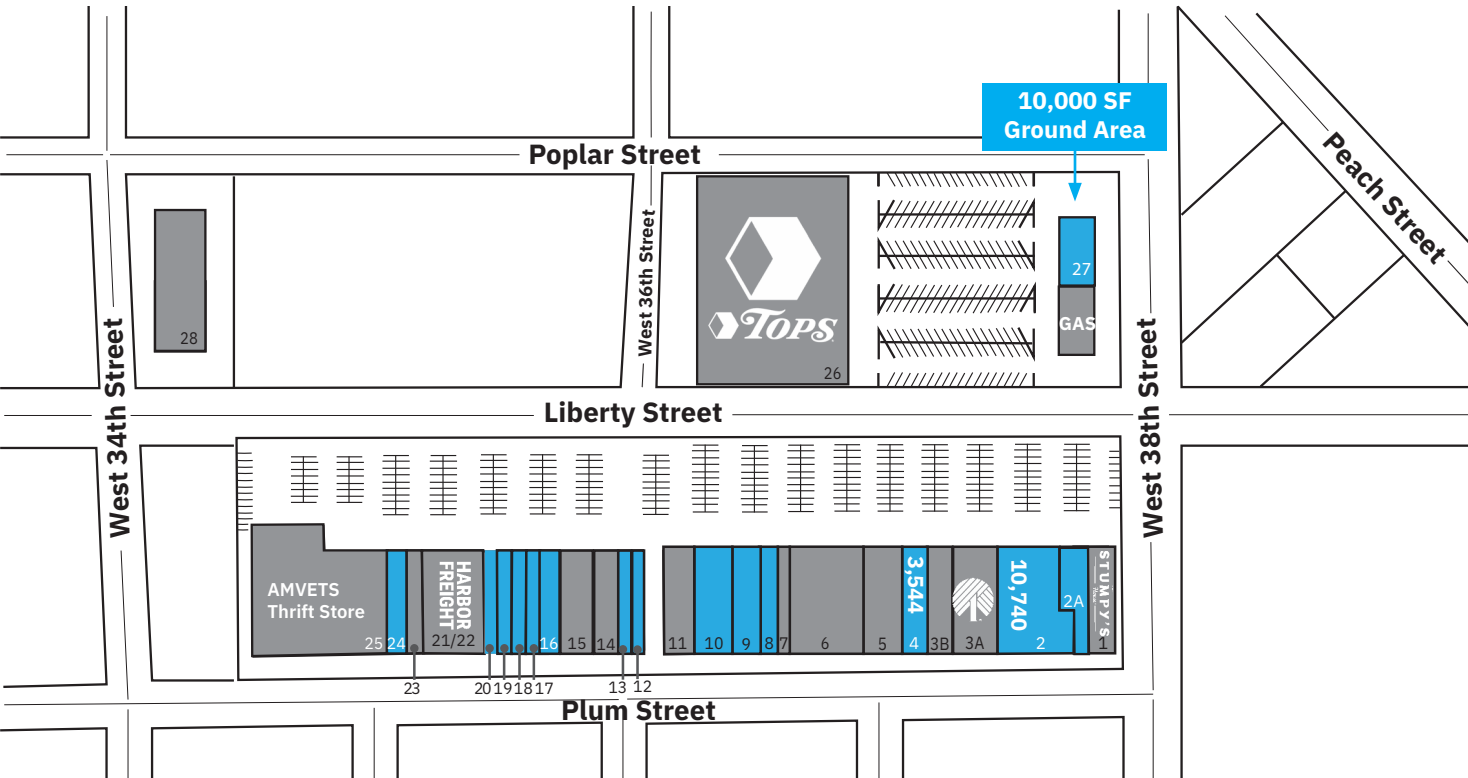 10,000 SF
Ground Area
Poplar Street
Peach Street
West 36th Street
27
GAS
TOPS
26
28
West 34th Street
West 38th Street
Liberty Street
AMVETS
Thrift Store
25
24
23
HARBOR
FREIGHT
21/22
20
19
18
17
16
15
14
13
12
11
10
9
8
7
6
5
3,544
4
3B
3A
10,740
2
2A
STUMPY'S
1
Plum Street